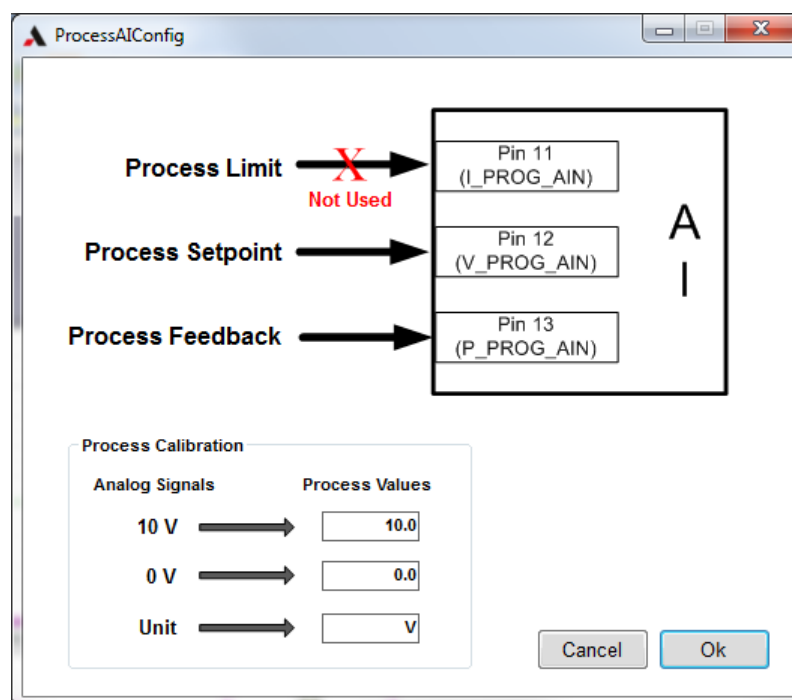 ProcessAIConfig
Process Limit
X
Not Used
Pin 11
(I_PROG_AIN)
Process Setpoint
Pin 12
(V_PROG_AIN)
Process Feedback
Pin 13
(P_PROG_AIN)
A
I
Process Calibration
Analog Signals Process Values
10 V 10.0
0 V 0.0
Unit V
Cancel Ok